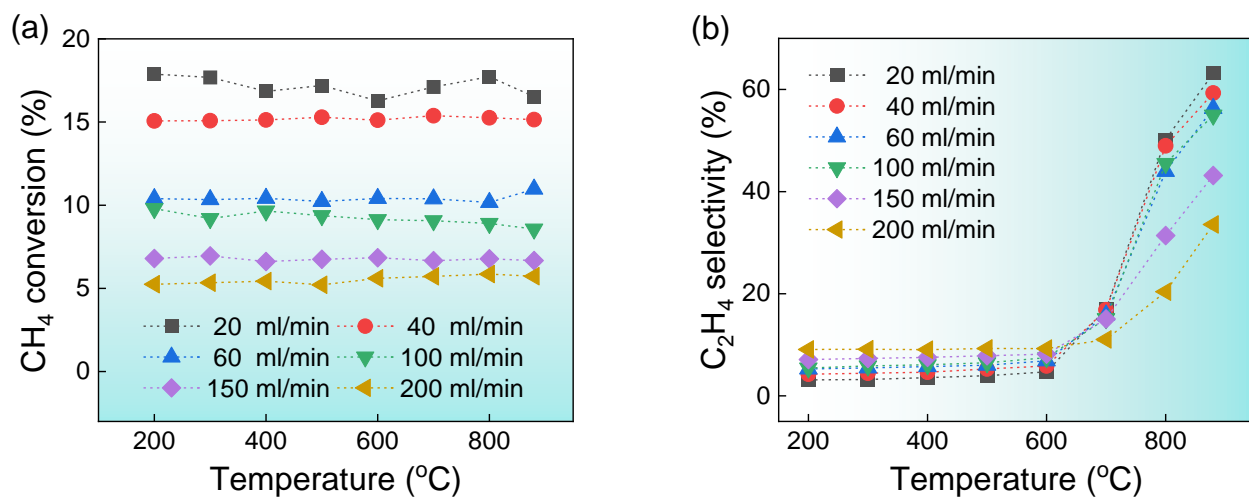 (a)
CH₄ conversion (%)
20
15
10
5
0
20 ml/min 40 ml/min
60 ml/min 100 ml/min
150 ml/min 200 ml/min
200 400 600 800
Temperature (°C)
(b)
C₂H₄ selectivity (%)
60
40
20
0
20 ml/min
40 ml/min
60 ml/min
100 ml/min
150 ml/min
200 ml/min
200 400 600 800
Temperature (°C)